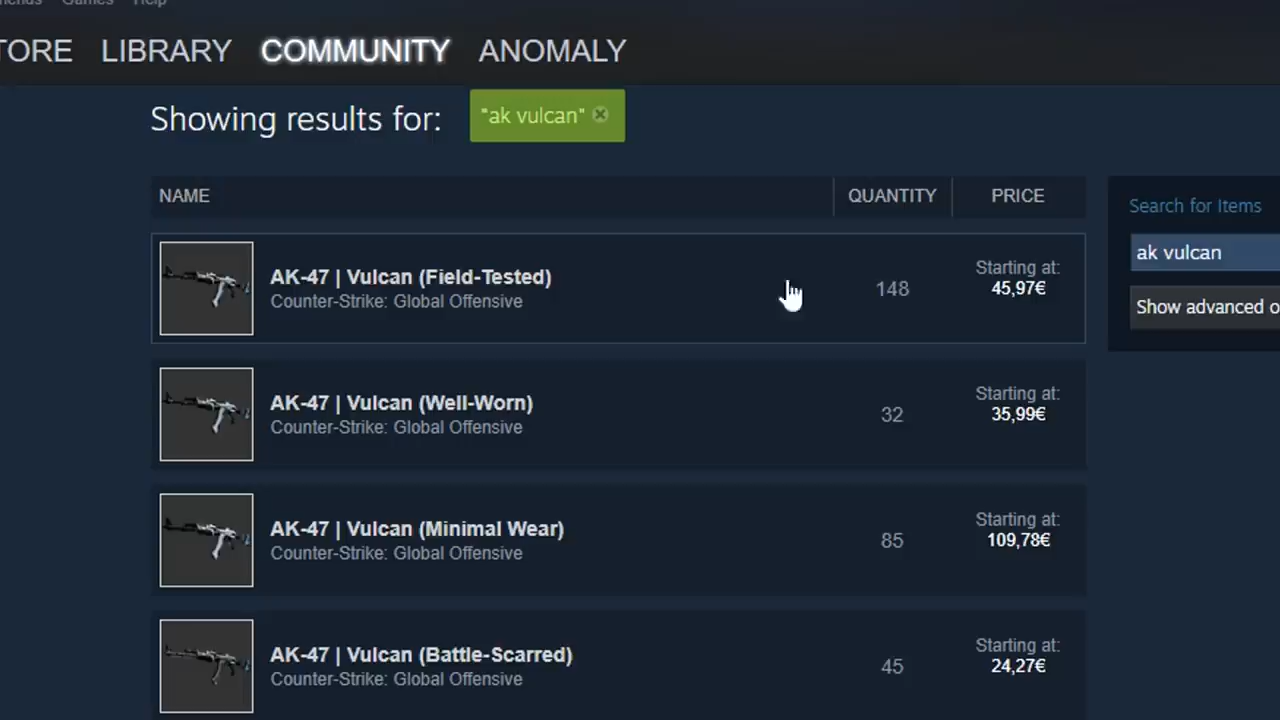 Games
Help
TORE LIBRARY COMMUNITY ANOMALY
Showing results for: "ak vulcan"
NAME QUANTITY PRICE
AK-47 | Vulcan (Field-Tested)
Counter-Strike: Global Offensive
148
Starting at:
45,97€
AK-47 | Vulcan (Well-Worn)
Counter-Strike: Global Offensive
32
Starting at:
35,99€
AK-47 | Vulcan (Minimal Wear)
Counter-Strike: Global Offensive
85
Starting at:
109,78€
AK-47 | Vulcan (Battle-Scarred)
Counter-Strike: Global Offensive
45
Starting at:
24,27€
Search for Items
ak vulcan
Show advanced o